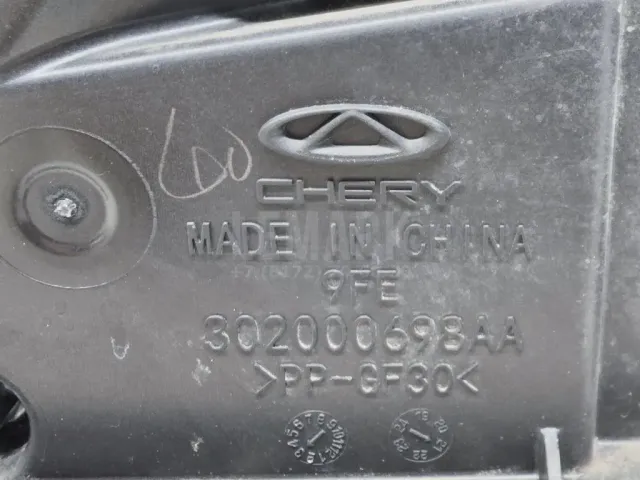 CHERY
MADE IN CHINA
9FE
302000698AA
>PP-GF30<